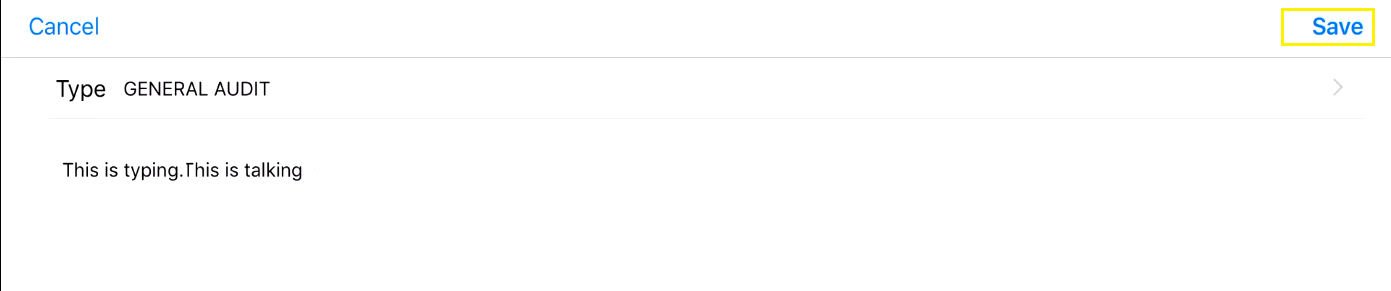 Cancel Save
Type GENERAL AUDIT
This is typing.This is talking